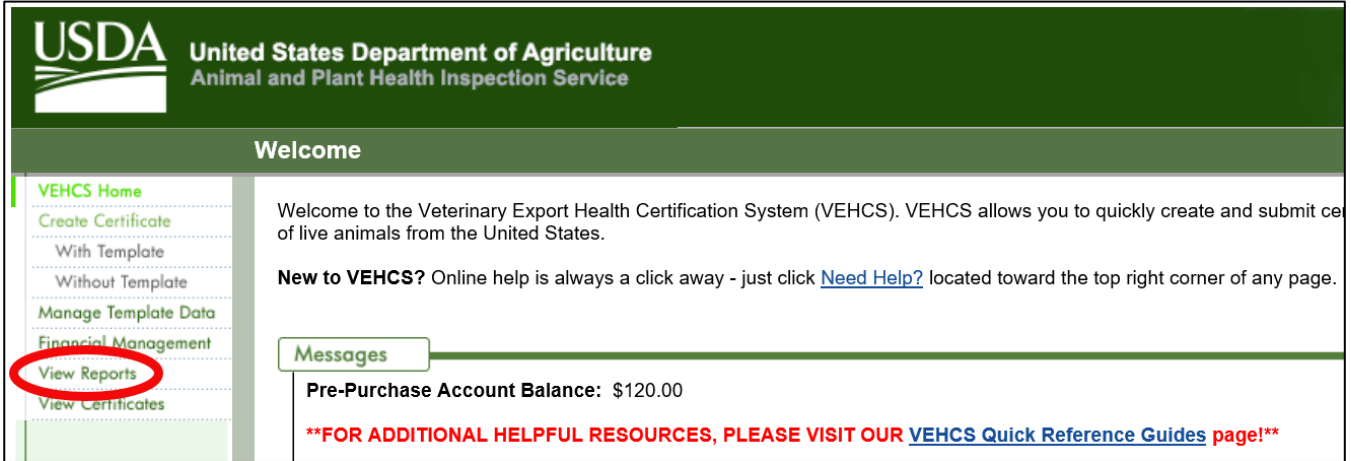 USDA
United States Department of Agriculture
Animal and Plant Health Inspection Service
Welcome
VEHCS Home
Create Certificate
With Template
Without Template
Manage Template Data
Financial Management
View Reports
View Certificates
Welcome to the Veterinary Export Health Certification System (VEHCS). VEHCS allows you to quickly create and submit
of live animals from the United States.
New to VEHCS? Online help is always a click away - just click Need Help? located toward the top right corner of any page.
Messages
Pre-Purchase Account Balance: $120.00
**FOR ADDITIONAL HELPFUL RESOURCES, PLEASE VISIT OUR VEHCS Quick Reference Guides page!**